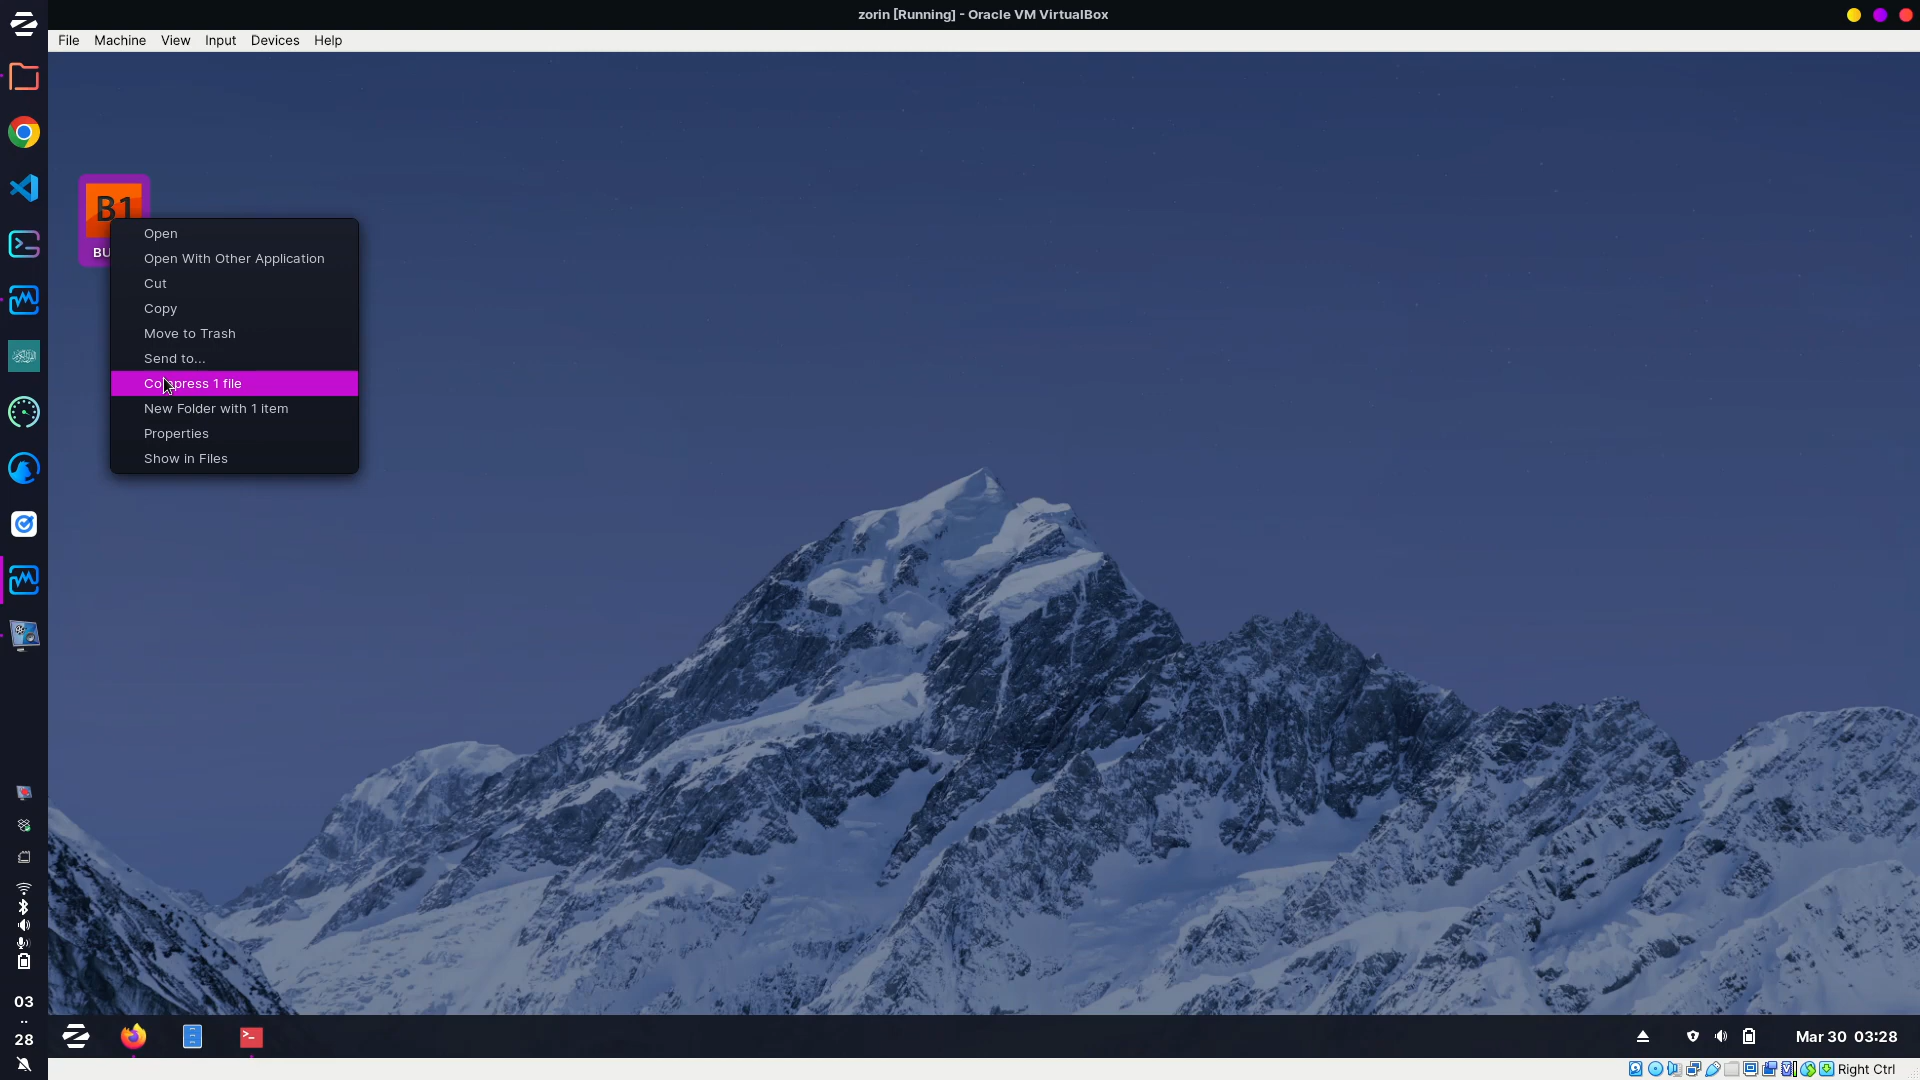 zorin [Running] - Oracle VM VirtualBox
File Machine View Input Devices Help
B1
BU
Open
Open With Other Application
Cut
Copy
Move to Trash
Send to...
Compress 1 file
New Folder with 1 item
Properties
Show in Files
03
..
28
Mar 30 03:28
Right Ctrl